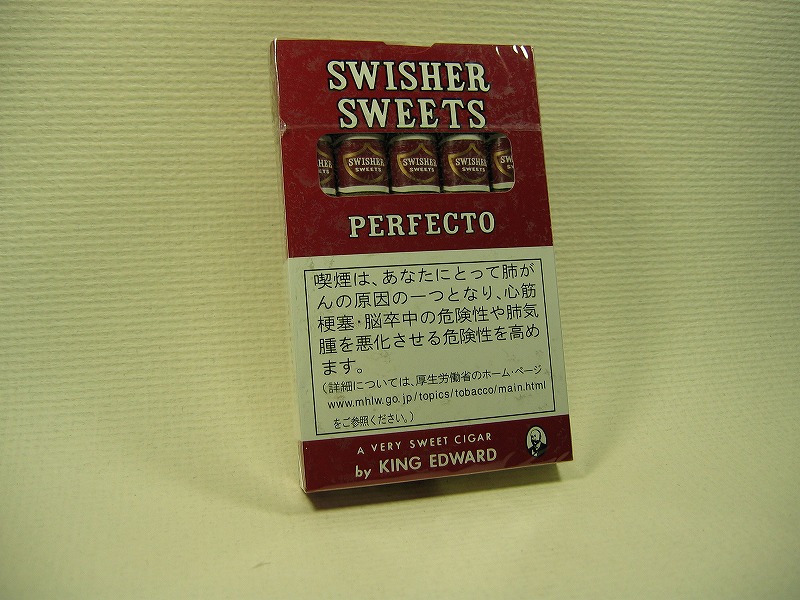 SWISHER
SWEETS
SWISHER SWISHER SWISHER SW
SWEETS SWEETS SWEETS
PERFECTO
喫煙は、あなたにとって肺が
んの原因の一つとなり、心筋
梗塞・脳卒中の危険性や肺気
腫を悪化させる危険性を高め
ます。
(詳細については、厚生労働省のホーム・ページ
www.mhlw.go.jp/topics/tobacco/main.html
をご参照ください。)
A VERY SWEET CIGAR
by KING EDWARD